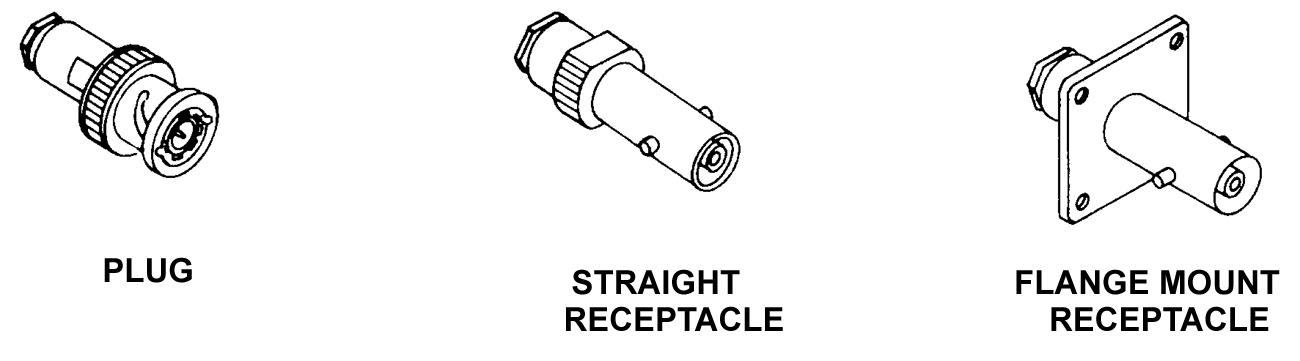 PLUG
STRAIGHT
RECEPTACLE
FLANGE MOUNT
RECEPTACLE